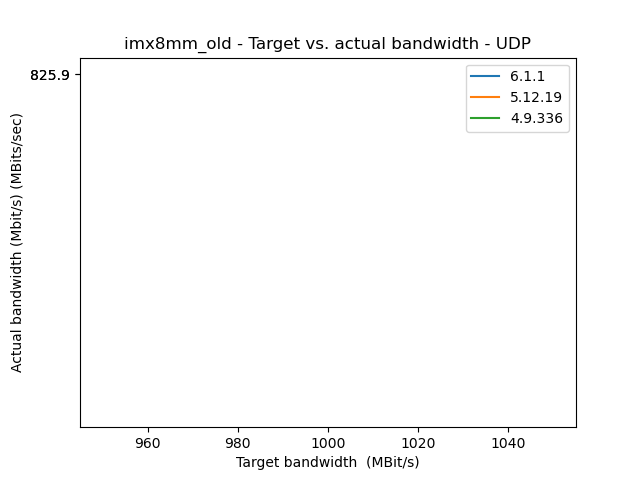 imx8mm_old - Target vs. actual bandwidth - UDP
825.9
6.1.1
5.12.19
4.9.336
Actual bandwidth (Mbit/s) (MBits/sec)
960 980 1000 1020 1040
Target bandwidth  (MBit/s)